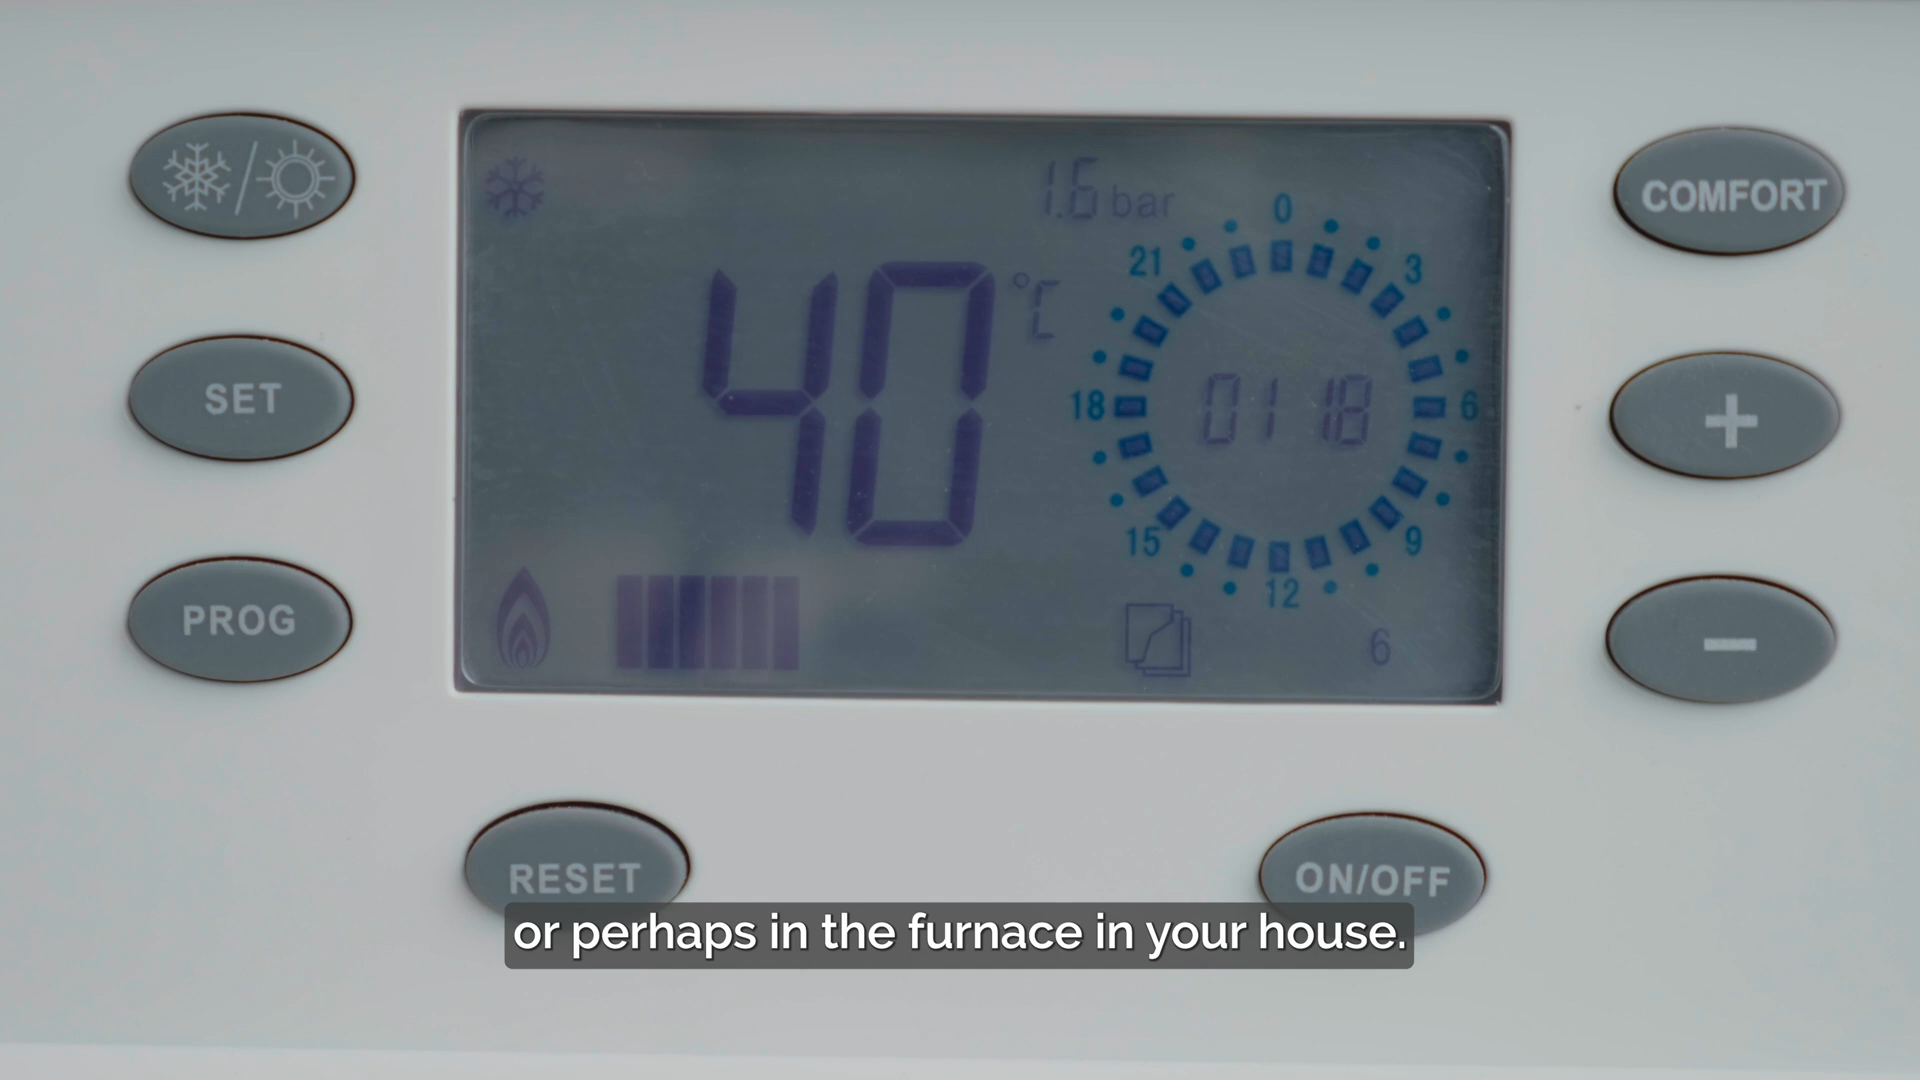 1.6 bar
40 °C
0
3
6
9
12
15
18
21
01 18
6
SET
PROG
COMFORT
+
−
RESET
ON/OFF
or perhaps in the furnace in your house.